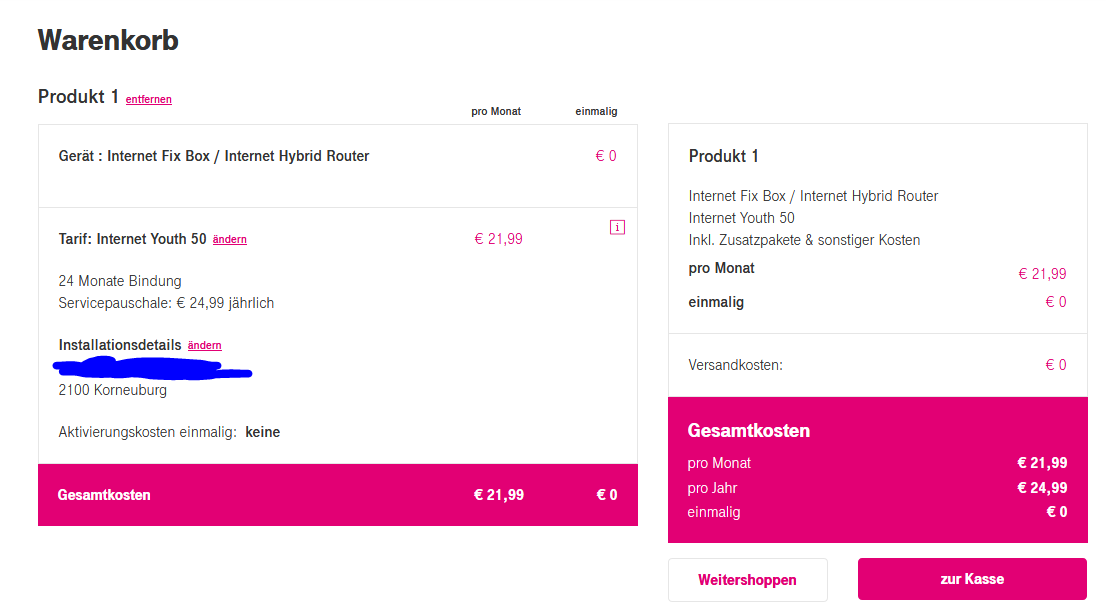 Warenkorb
Produkt 1 entfernen
pro Monat einmalig
Gerät : Internet Fix Box / Internet Hybrid Router € 0
Tarif: Internet Youth 50 ändern € 21,99 i
24 Monate Bindung
Servicepauschale: € 24,99 jährlich
Installationsdetails ändern
2100 Korneuburg
Aktivierungskosten einmalig: keine
Gesamtkosten € 21,99 € 0
Produkt 1
Internet Fix Box / Internet Hybrid Router
Internet Youth 50
Inkl. Zusatzpakete & sonstiger Kosten
pro Monat € 21,99
einmalig € 0
Versandkosten: € 0
Gesamtkosten
pro Monat € 21,99
pro Jahr € 24,99
einmalig € 0
Weitershoppen zur Kasse